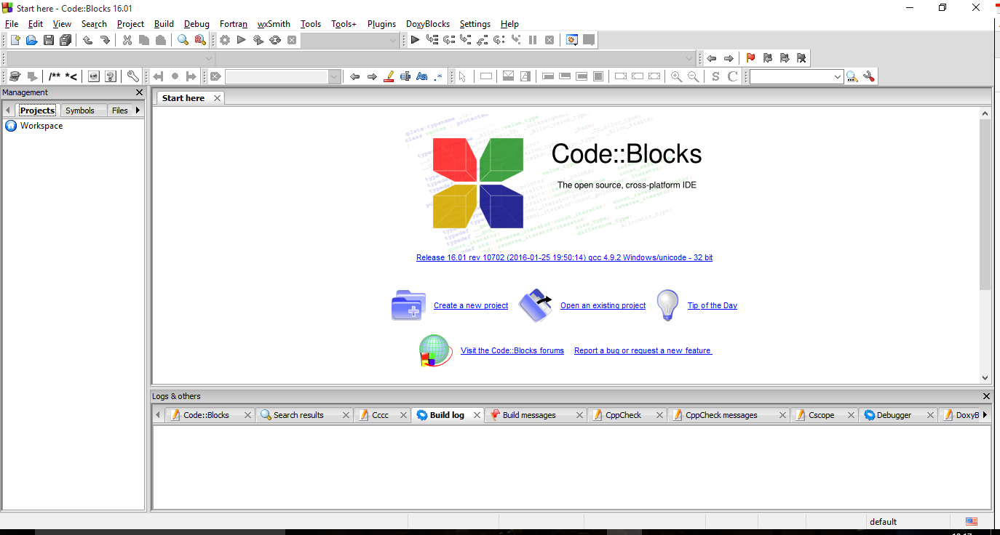 Start here - Code::Blocks 16.01
File Edit View Search Project Build Debug Fortran wxSmith Tools Tools+ Plugins DoxyBlocks Settings Help
/** *< Aa .* S C
Management
Start here
Projects Symbols Files
Workspace
Code::Blocks
The open source, cross-platform IDE
Release 16.01 rev 10702 (2016-01-25 19:50:14) gcc 4.9.2 Windows/unicode - 32 bit
Create a new project Open an existing project Tip of the Day
Visit the Code::Blocks forums Report a bug or request a new feature
Logs & others
Code::Blocks Search results Cccc Build log Build messages CppCheck CppCheck messages Cscope Debugger DoxyB
default